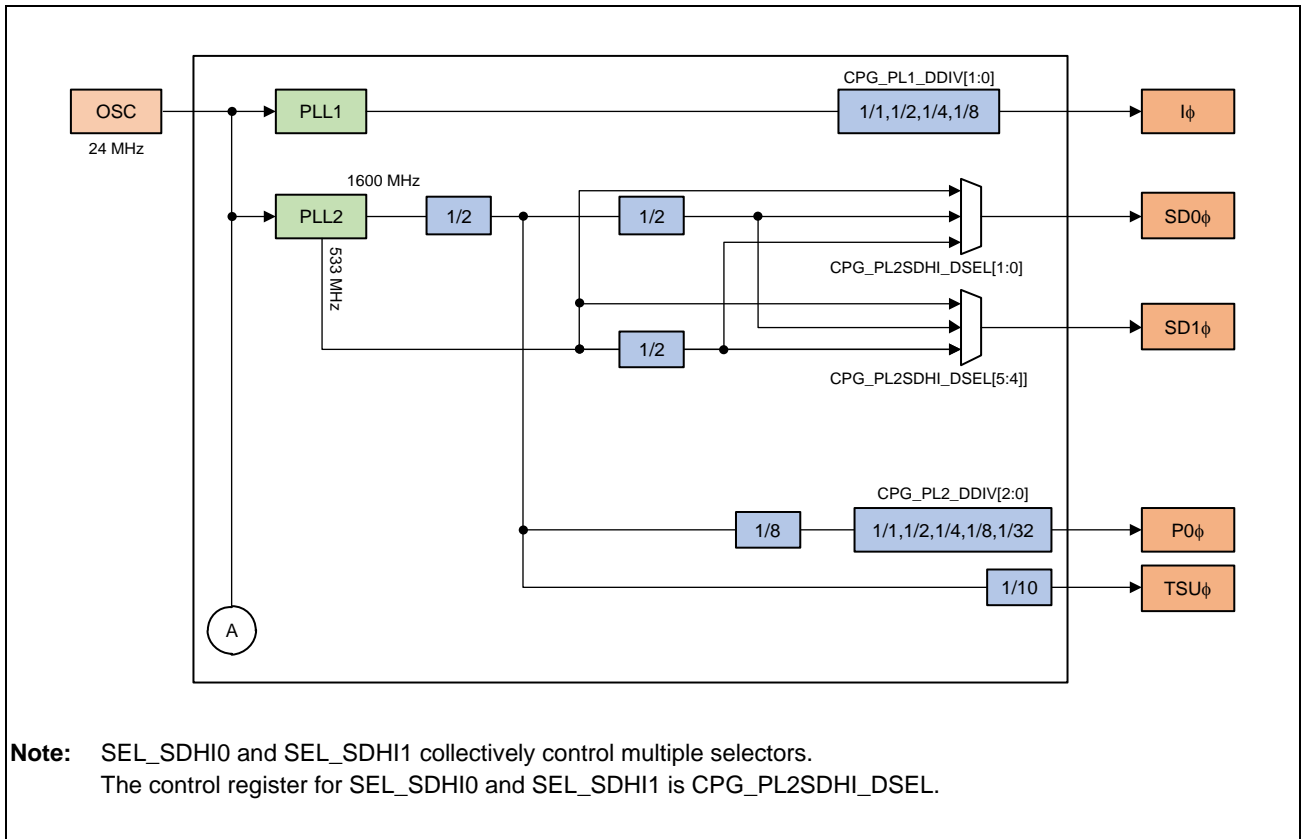 CPG_PL1_DDIV[1:0]
OSC
PLL1
1/1,1/2,1/4,1/8
Iϕ
24 MHz
1600 MHz
PLL2
1/2
1/2
SD0ϕ
533 MHz
CPG_PL2SDHI_DSEL[1:0]
1/2
SD1ϕ
CPG_PL2SDHI_DSEL[5:4]]
CPG_PL2_DDIV[2:0]
1/8
1/1,1/2,1/4,1/8,1/32
P0ϕ
1/10
TSUϕ
A
Note: SEL_SDHI0 and SEL_SDHI1 collectively control multiple selectors.
The control register for SEL_SDHI0 and SEL_SDHI1 is CPG_PL2SDHI_DSEL.